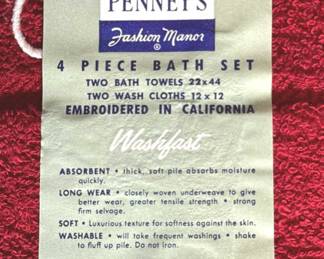 PENNEY'S
Fashion Manor
®
4 PIECE BATH SET
TWO BATH TOWELS 22x44
TWO WASH CLOTHS 12x12
EMBROIDERED IN CALIFORNIA
Washfast
ABSORBENT • thick, soft pile absorbs moisture
quickly.
LONG WEAR • closely woven underweave to give
better wear, greater tensile strength • strong
firm selvage.
SOFT • Luxurious texture for softness against the skin.
WASHABLE • will take frequent washings • shake
to fluff up pile. Do not iron.